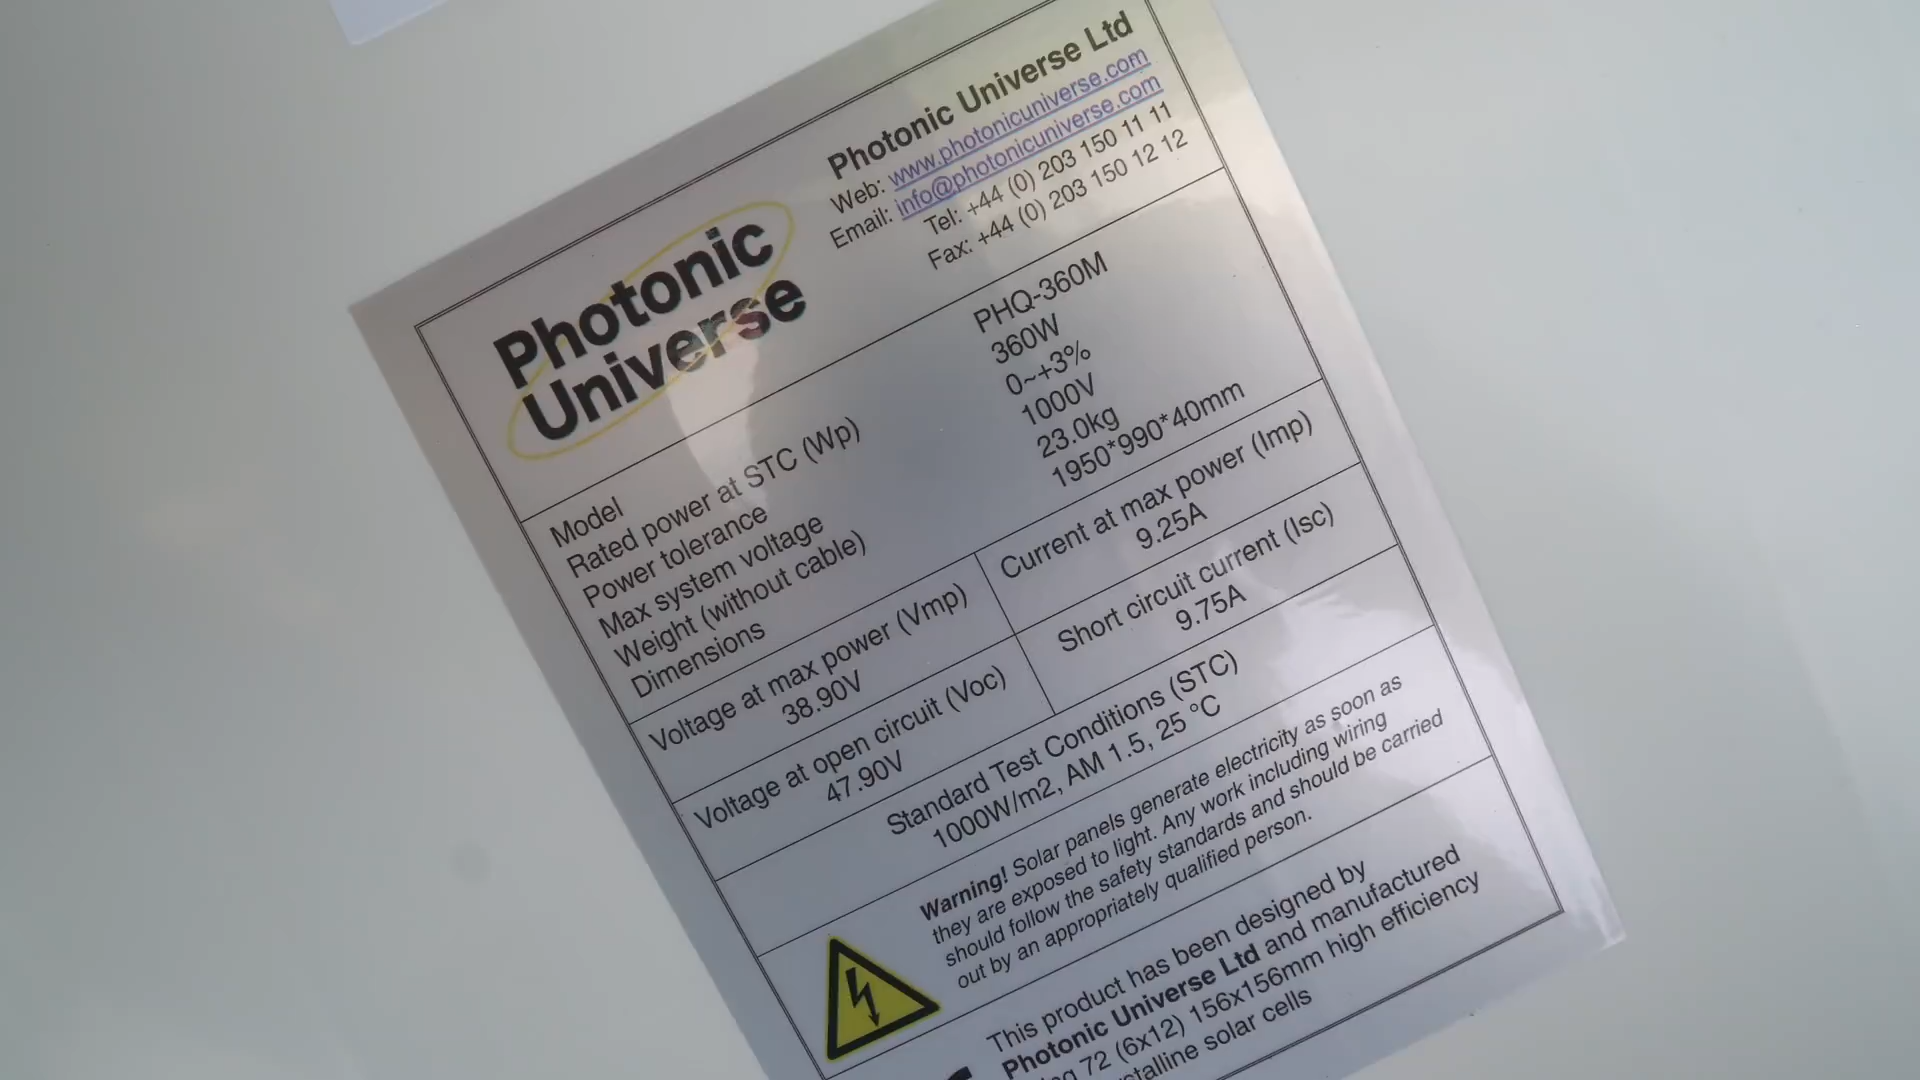 Photonic
Universe
Photonic Universe Ltd
Web: www.photonicuniverse.com
Email: info@photonicuniverse.com
Tel: +44 (0) 203 150 11 11
Fax: +44 (0) 203 150 12 12
Model PHQ-360M
Rated power at STC (Wp) 360W
Power tolerance 0~+3%
Max system voltage 1000V
Weight (without cable) 23.0kg
Dimensions 1950*990*40mm
Voltage at max power (Vmp)
38.90V
Current at max power (Imp)
9.25A
Voltage at open circuit (Voc)
47.90V
Short circuit current (Isc)
9.75A
Standard Test Conditions (STC)
1000W/m2, AM 1.5, 25 °C
Warning! Solar panels generate electricity as soon as
they are exposed to light. Any work including wiring
should follow the safety standards and should be carried
out by an appropriately qualified person.
This product has been designed by
Photonic Universe Ltd and manufactured
72 (6x12) 156x156mm high efficiency
solar cells